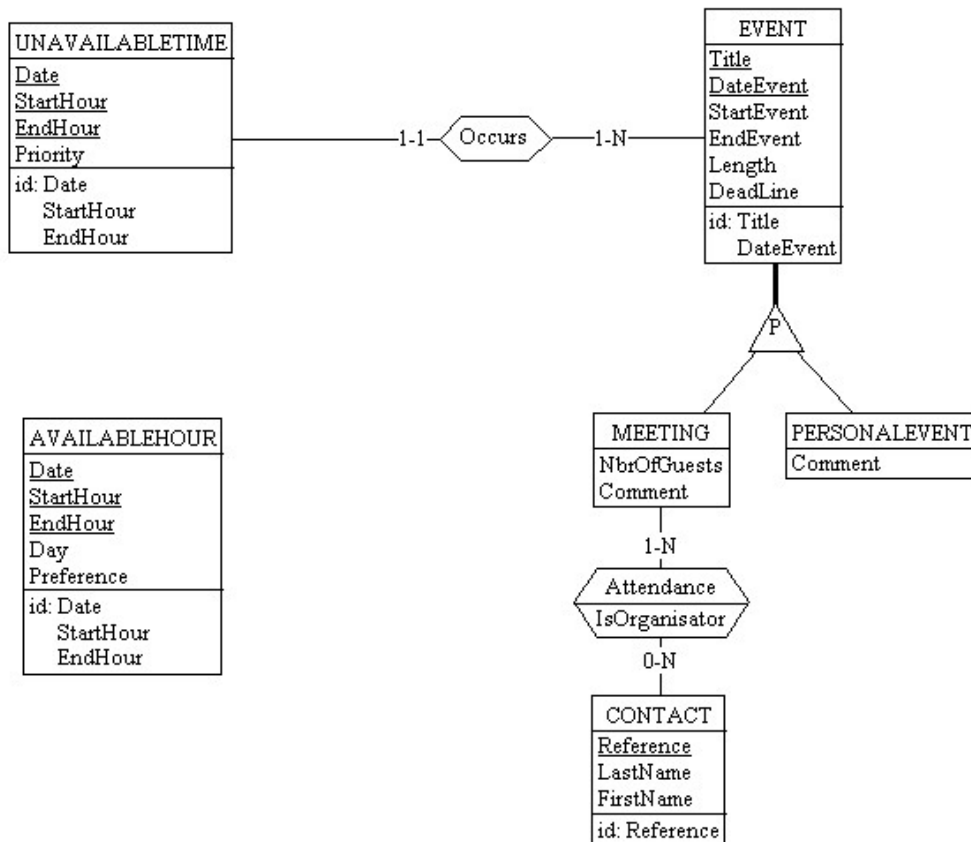 UNAVAILABLETIME
Date
StartHour
EndHour
Priority
id: Date
StartHour
EndHour
1-1
Occurs
1-N
EVENT
Title
DateEvent
StartEvent
EndEvent
Length
DeadLine
id: Title
DateEvent
P
AVAILABLEHOUR
Date
StartHour
EndHour
Day
Preference
id: Date
StartHour
EndHour
MEETING
NbrOfGuests
Comment
PERSONALEVENT
Comment
1-N
Attendance
IsOrganisator
0-N
CONTACT
Reference
LastName
FirstName
id: Reference